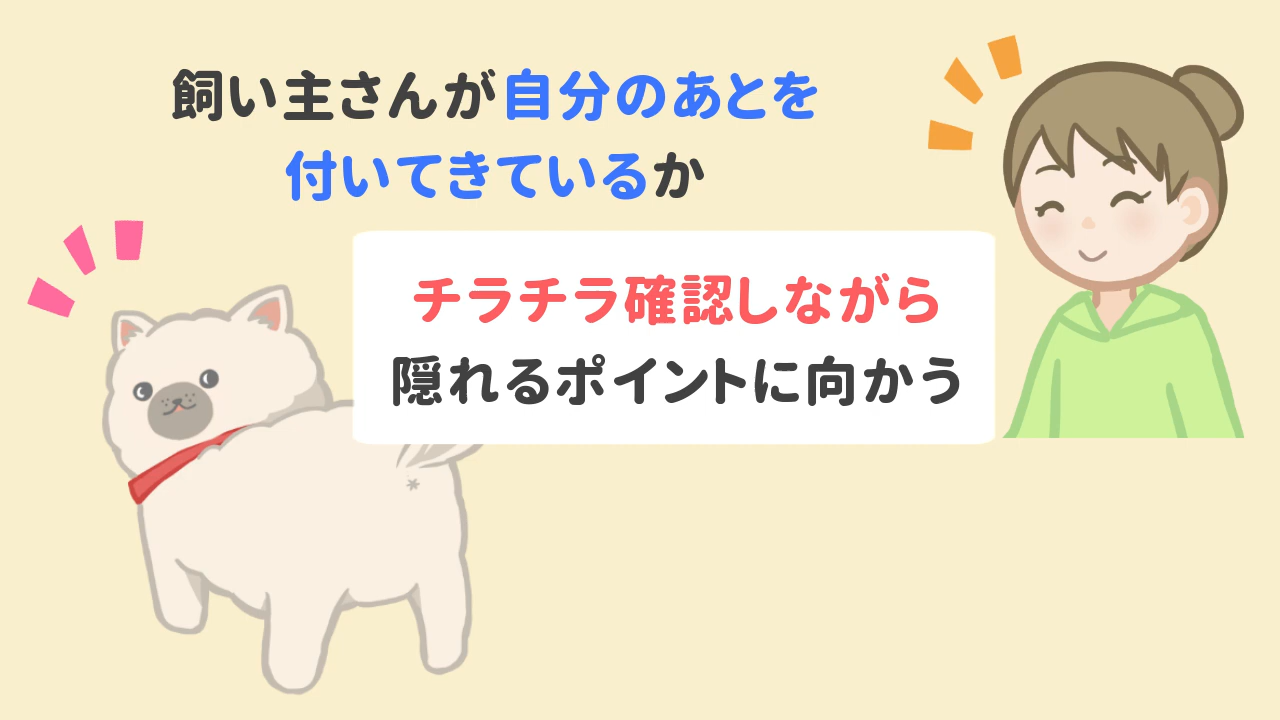 飼い主さんが自分のあとを
付いてきているか
チラチラ確認しながら
隠れるポイントに向かう